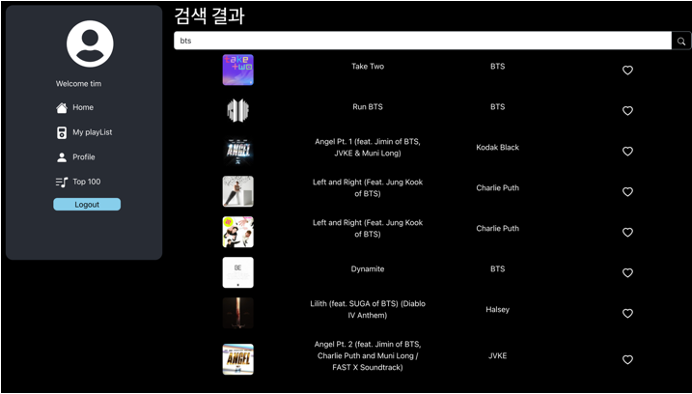 검색 결과
bts
Welcome tim
Home
My playList
Profile
Top 100
Logout
take
two
Take Two
BTS
Run BTS
BTS
ANGEL
Angel Pt. 1 (feat. Jimin of BTS,
JVKE & Muni Long)
Kodak Black
Left and Right (Feat. Jung Kook
of BTS)
Charlie Puth
Left and Right (Feat. Jung Kook
of BTS)
Charlie Puth
Dynamite
BTS
Lilith (feat. SUGA of BTS) (Diablo
IV Anthem)
Halsey
ANGEL
Angel Pt. 2 (feat. Jimin of BTS,
Charlie Puth and Muni Long /
FAST X Soundtrack)
JVKE